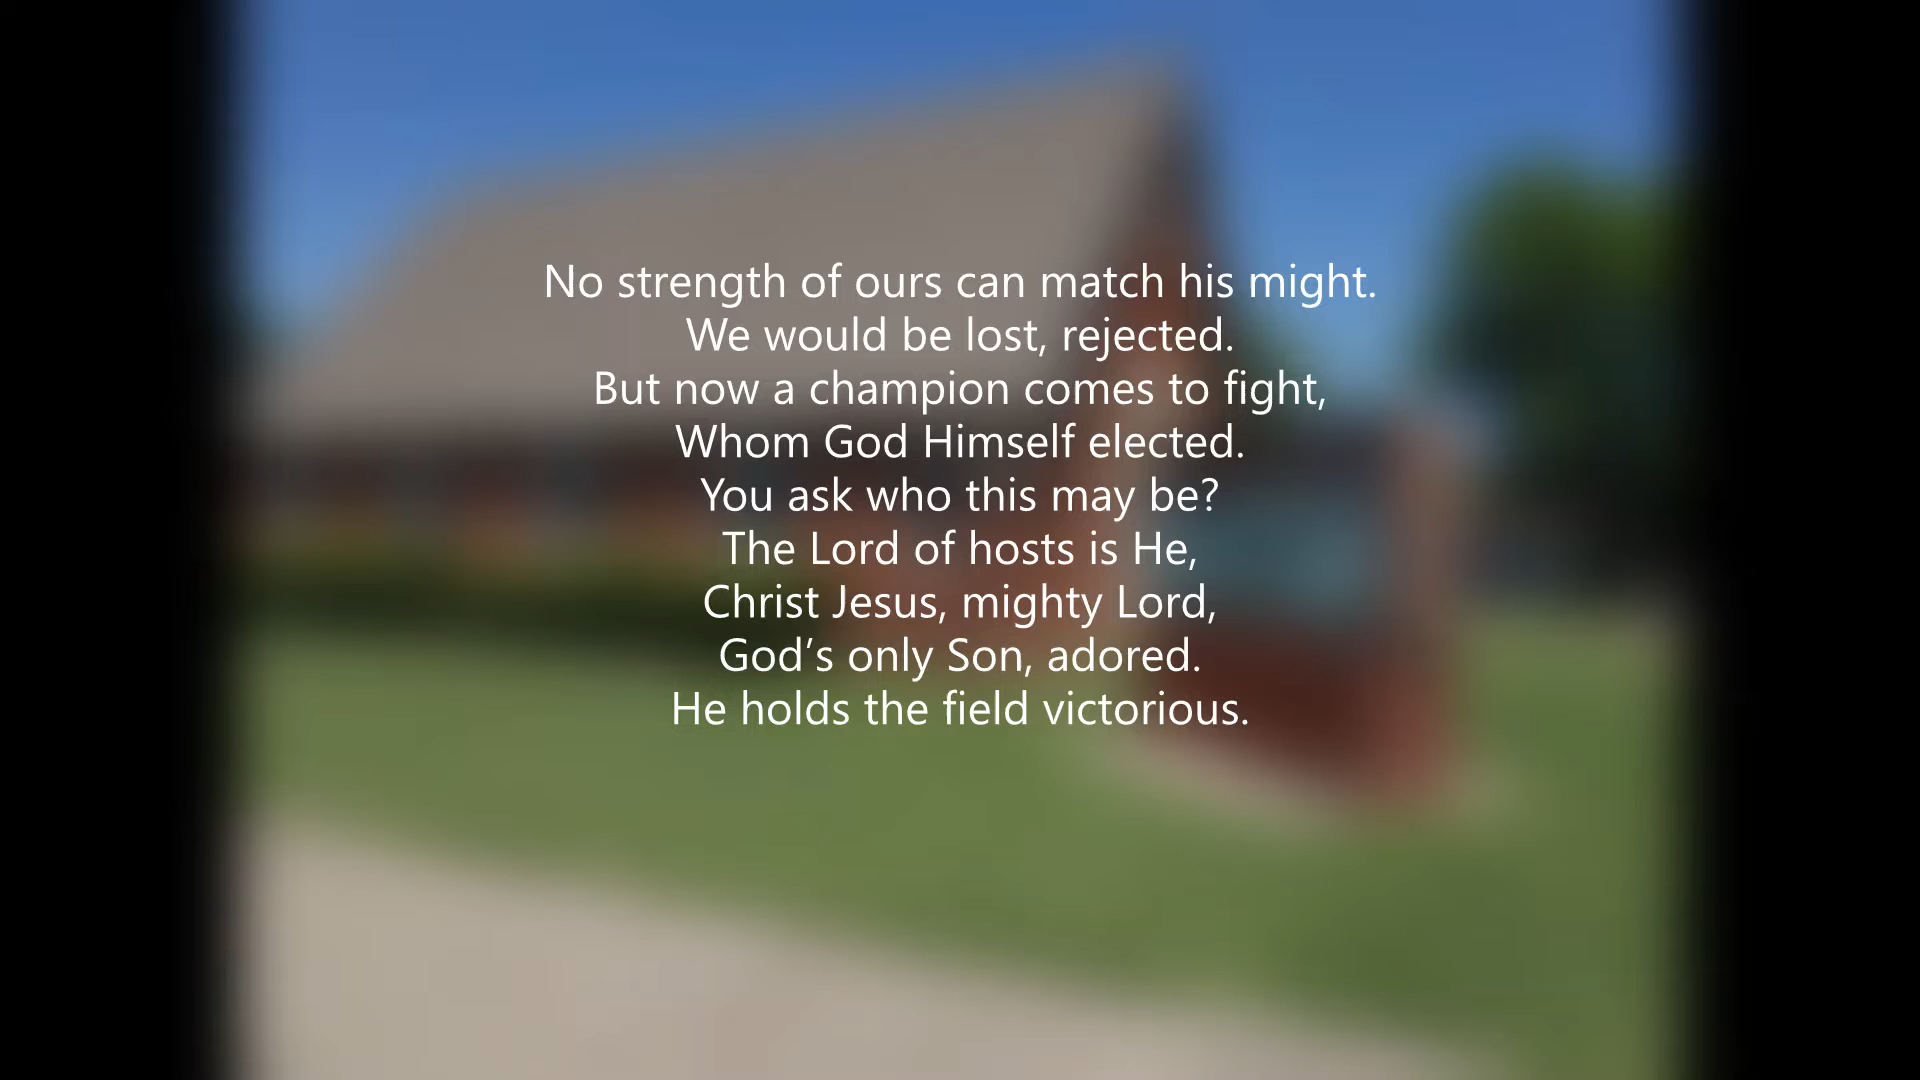 No strength of ours can match his might.
We would be lost, rejected.
But now a champion comes to fight,
Whom God Himself elected.
You ask who this may be?
The Lord of hosts is He,
Christ Jesus, mighty Lord,
God’s only Son, adored.
He holds the field victorious.